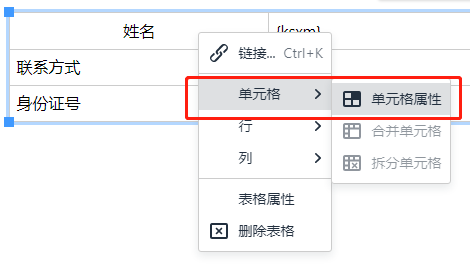 姓名
{ksxm}
联系方式
身份证号
链接... Ctrl+K
单元格
行
列
表格属性
删除表格
单元格属性
合并单元格
拆分单元格